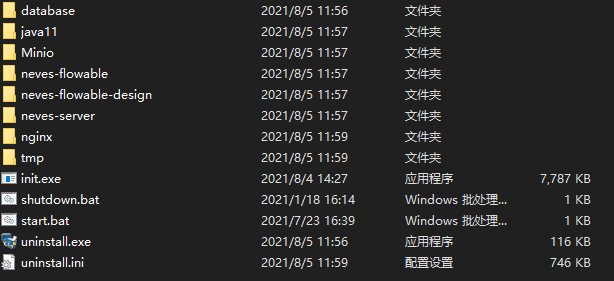 database 2021/8/5 11:56 文件夹
java11 2021/8/5 11:57 文件夹
Minio 2021/8/5 11:57 文件夹
neves-flowable 2021/8/5 11:57 文件夹
neves-flowable-design 2021/8/5 11:57 文件夹
neves-server 2021/8/5 11:57 文件夹
nginx 2021/8/5 11:59 文件夹
tmp 2021/8/5 11:59 文件夹
init.exe 2021/8/4 14:27 应用程序 7,787 KB
shutdown.bat 2021/1/18 16:14 Windows 批处理... 1 KB
start.bat 2021/7/23 16:39 Windows 批处理... 1 KB
uninstall.exe 2021/8/5 11:56 应用程序 116 KB
uninstall.ini 2021/8/5 11:59 配置设置 746 KB